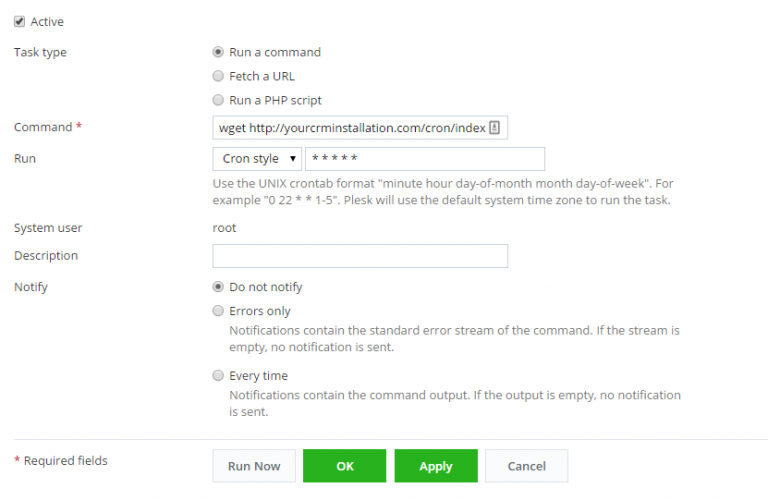 Active
Task type
Run a command
Fetch a URL
Run a PHP script
Command *
wget http://yourcrminstallation.com/cron/index
Run
Cron style
* * * * *
Use the UNIX crontab format "minute hour day-of-month month day-of-week". For
example "0 22 * * 1-5". Plesk will use the default system time zone to run the task.
System user
root
Description
Notify
Do not notify
Errors only
Notifications contain the standard error stream of the command. If the stream is
empty, no notification is sent.
Every time
Notifications contain the command output. If the output is empty, no notification
is sent.
* Required fields
Run Now
OK
Apply
Cancel